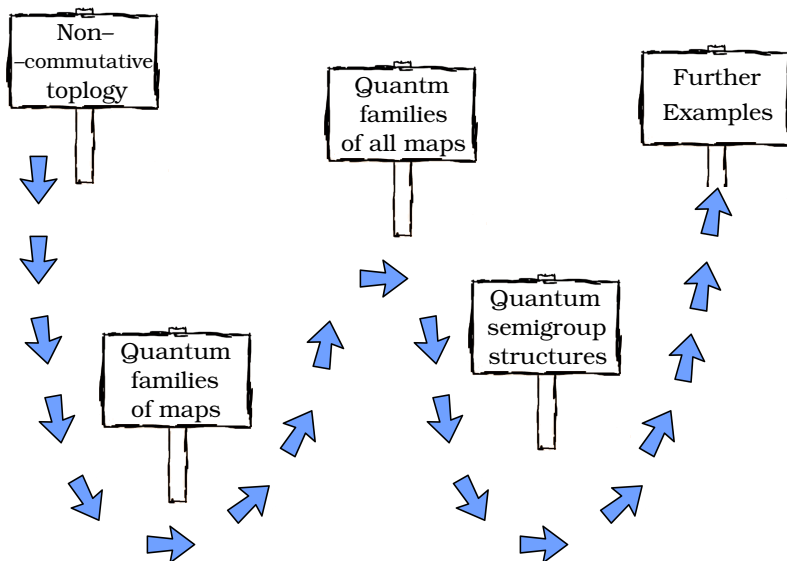 Non–
–commutative
toplogy
Quantum
families
of maps
Quantm
families
of all maps
Quantum
semigroup
structures
Further
Examples